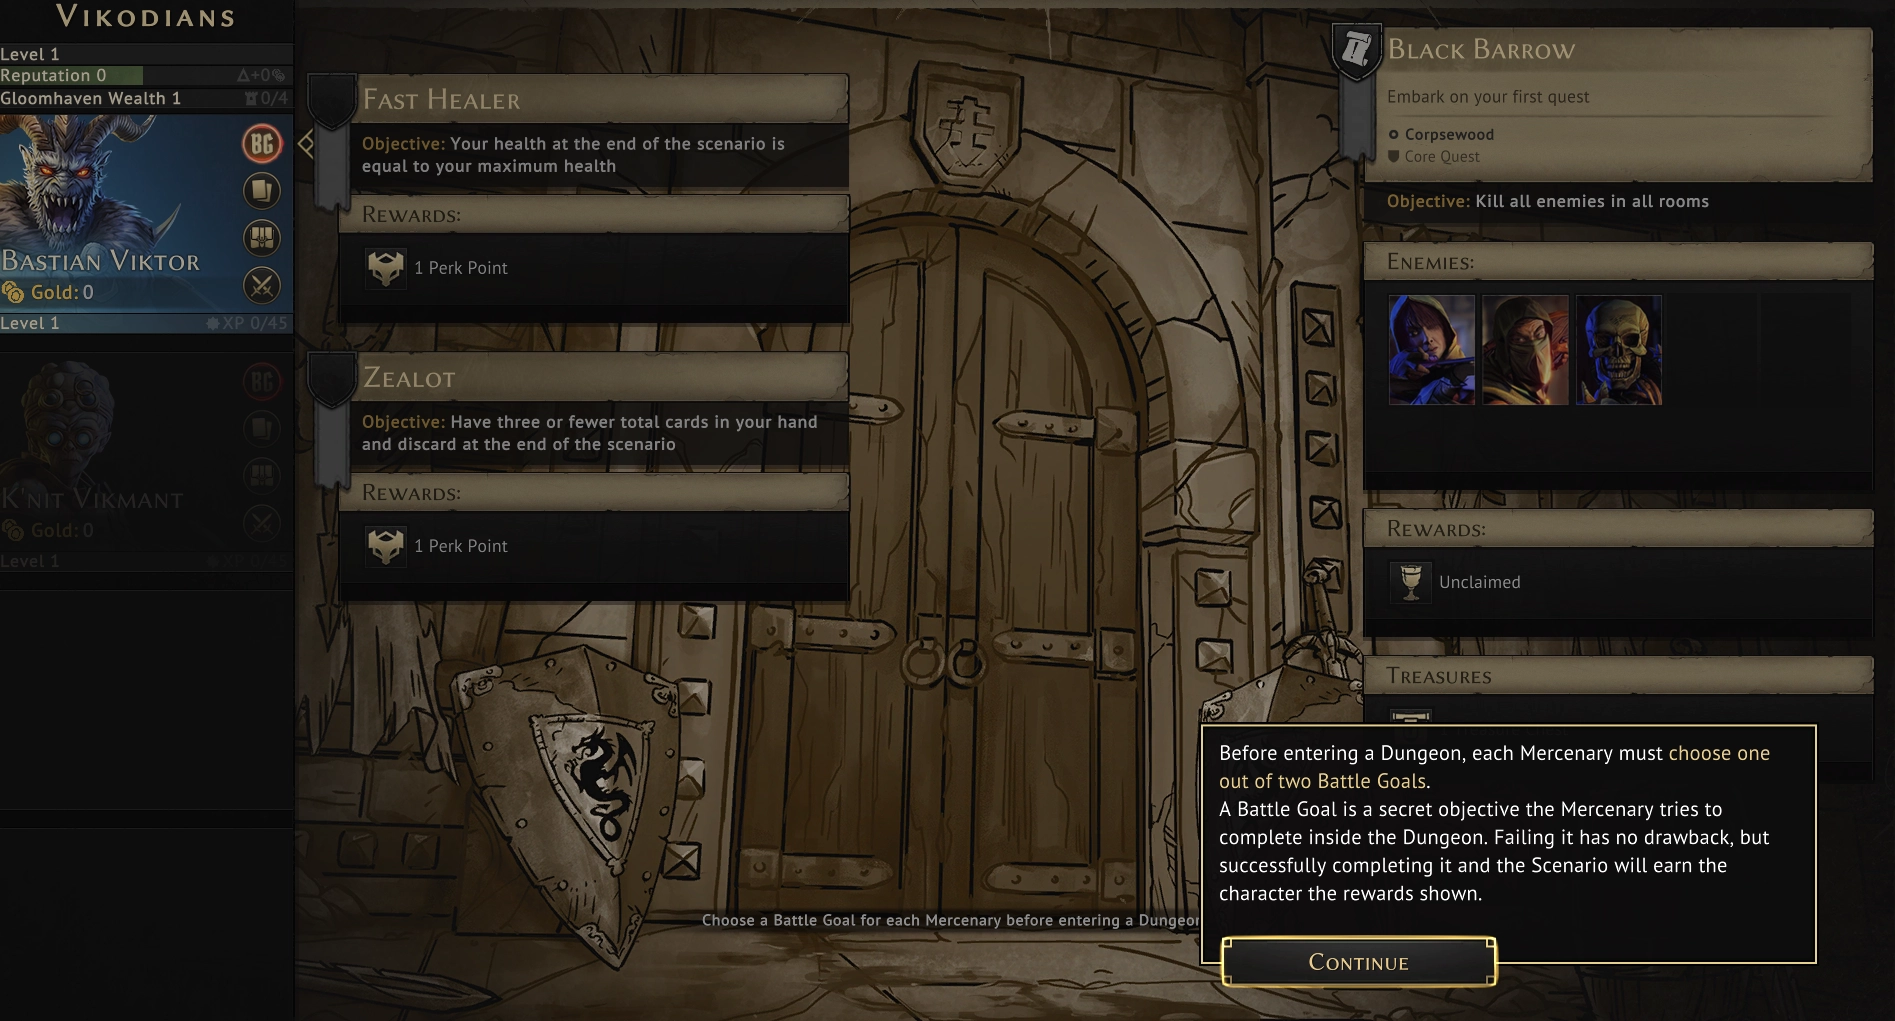 VIKODIANS
Level 1
Reputation 0
+0%
Gloomhaven Wealth 1
0/4
BG
BASTIAN VIKTOR
Gold: 0
Level 1
XP 0/45
BG
K'NIT VIKMANT
Gold: 0
Level 1
XP 0/45
FAST HEALER
Objective: Your health at the end of the scenario is
equal to your maximum health
REWARDS:
1 Perk Point
ZEALOT
Objective: Have three or fewer total cards in your hand
and discard at the end of the scenario
REWARDS:
1 Perk Point
BLACK BARROW
Embark on your first quest
Corpsewood
Core Quest
Objective: Kill all enemies in all rooms
ENEMIES:
REWARDS:
Unclaimed
TREASURES
Before entering a Dungeon, each Mercenary must choose one
out of two Battle Goals.
A Battle Goal is a secret objective the Mercenary tries to
complete inside the Dungeon. Failing it has no drawback, but
successfully completing it and the Scenario will earn the
character the rewards shown.
Choose a Battle Goal for each Mercenary before entering a Dungeon
CONTINUE